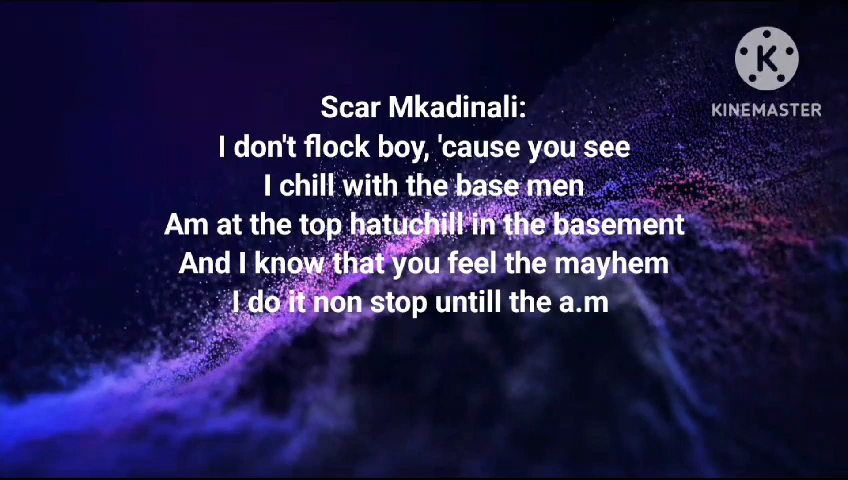 Scar Mkadinali:
I don't flock boy, 'cause you see
I chill with the base men
Am at the top hatuchill in the basement
And I know that you feel the mayhem
I do it non stop untill the a.m
K
KINEMASTER